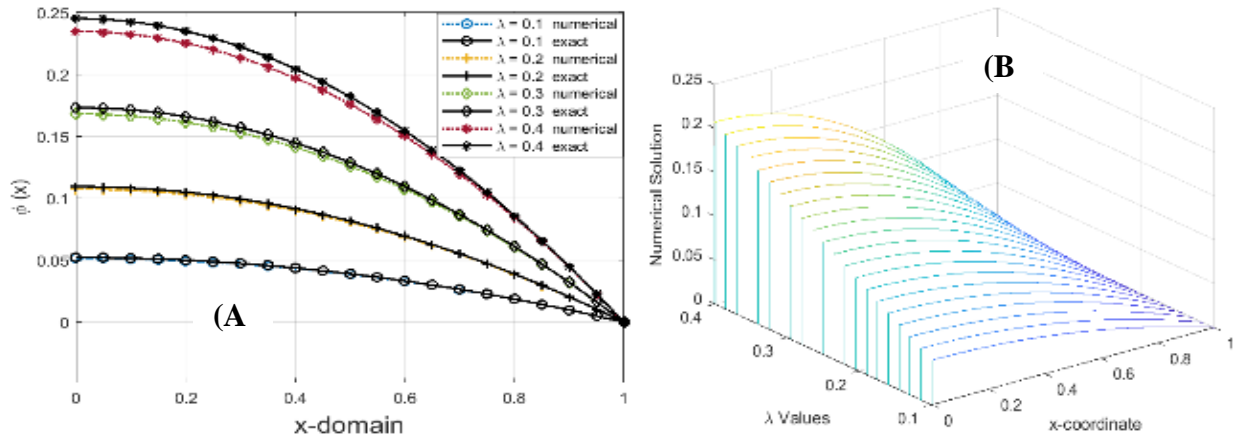 0.25
0.2
0.15
0.1
0.05
0
φ (x)
0
0.2
0.4
0.6
0.8
1
x-domain
λ = 0.1 numerical
λ = 0.1 exact
λ = 0.2 numerical
λ = 0.2 exact
λ = 0.3 numerical
λ = 0.3 exact
λ = 0.4 numerical
λ = 0.4 exact
(A
(B
0.25
0.2
0.15
0.1
0.05
0
Numerical Solution
0.4
0.3
0.2
0.1
λ Values
0
0.2
0.4
0.6
0.8
1
x-coordinate